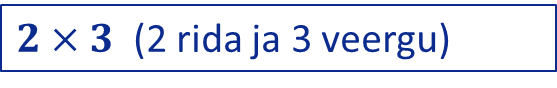 2 × 3 (2 rida ja 3 veergu)